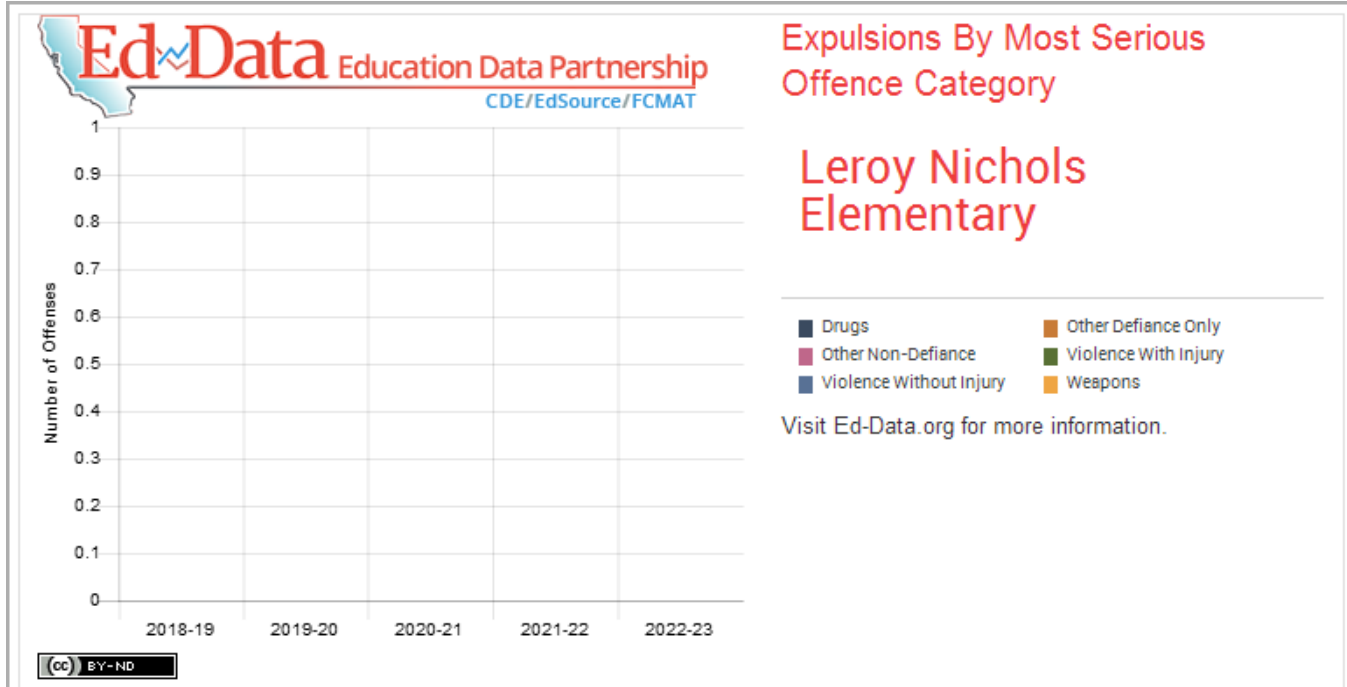 Ed Data Education Data Partnership
CDE/EdSource/FCMAT
Expulsions By Most Serious
Offence Category
Leroy Nichols
Elementary
Number of Offenses
1
0.9
0.8
0.7
0.6
0.5
0.4
0.3
0.2
0.1
0
2018-19 2019-20 2020-21 2021-22 2022-23
Drugs Other Defiance Only
Other Non-Defiance Violence With Injury
Violence Without Injury Weapons
Visit Ed-Data.org for more information.
(cc) BY-ND